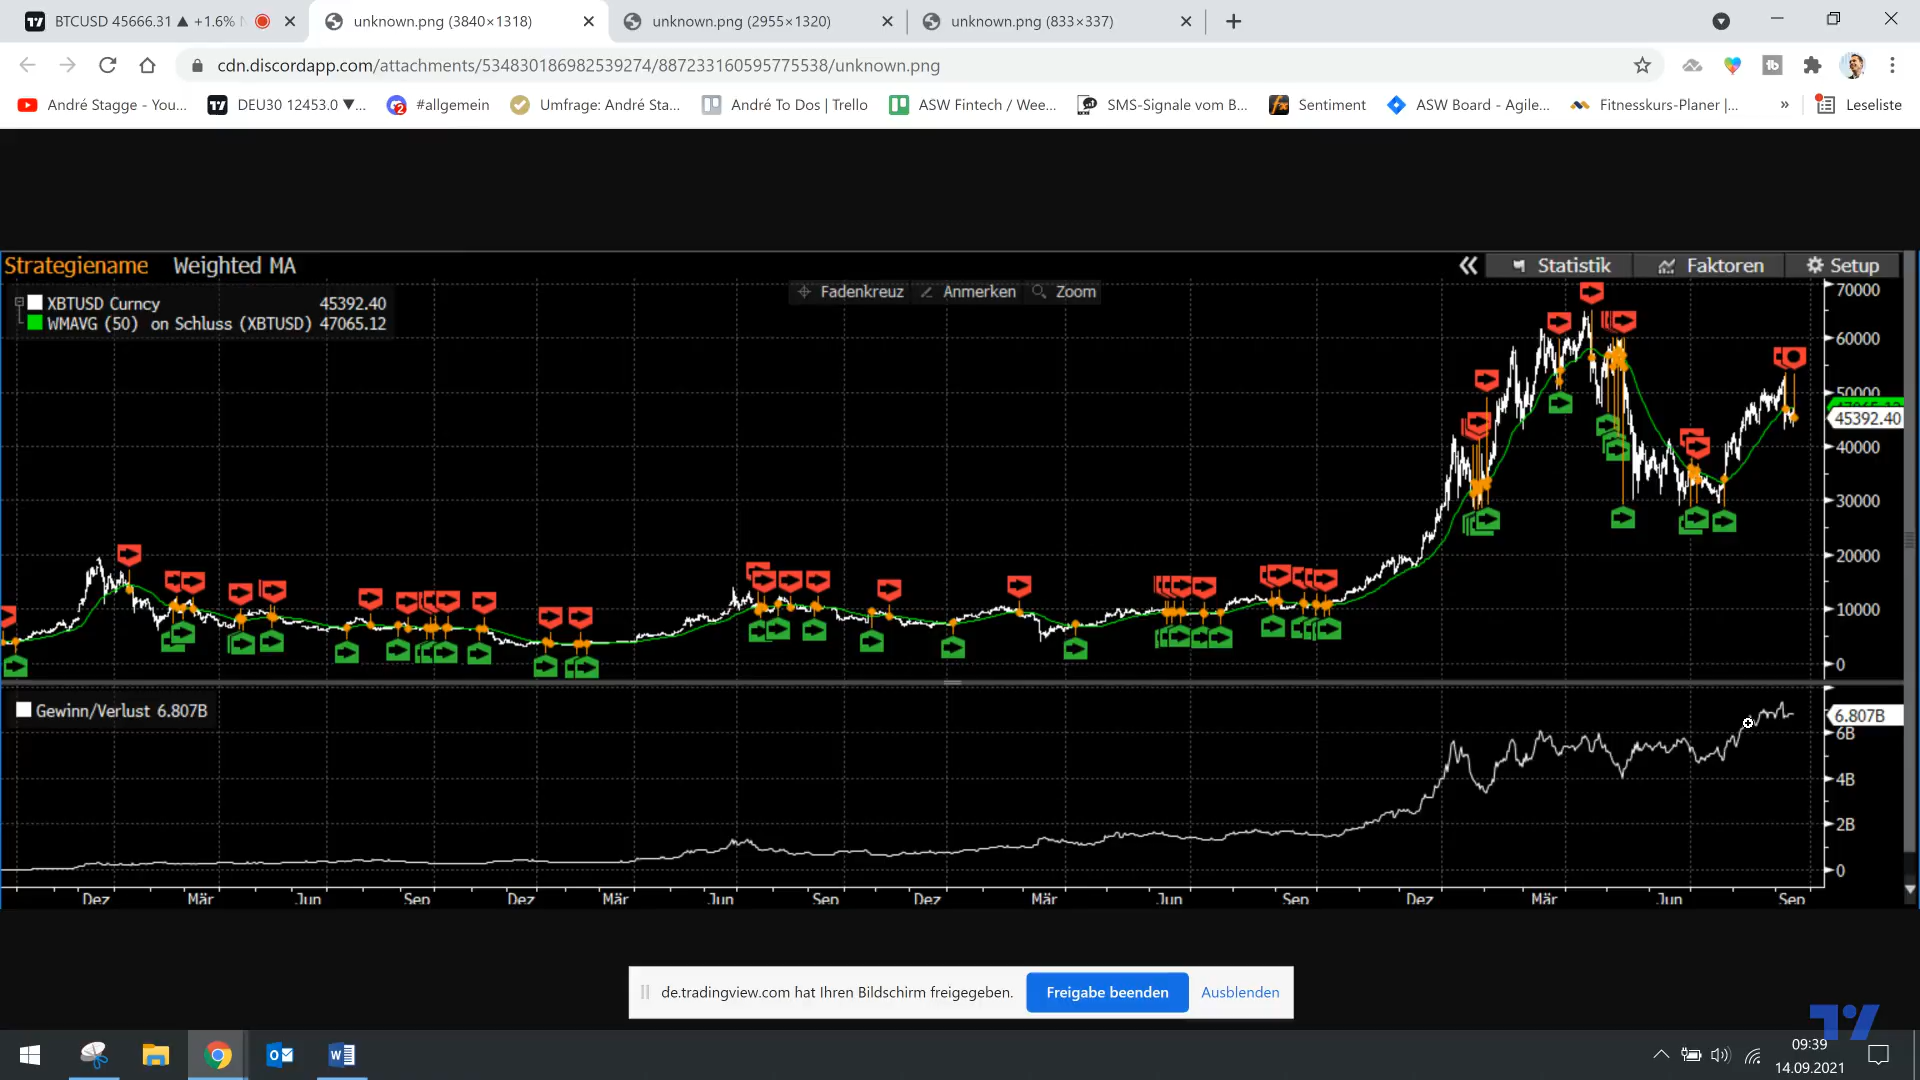 BTCUSD 45666.31 ▲ +1.6%
unknown.png (3840×1318)
unknown.png (2955×1320)
unknown.png (833×337)
cdn.discordapp.com/attachments/534830186982539274/887233160595775538/unknown.png
André Stagge - You...
DEU30 12453.0 ▼...
#allgemein
Umfrage: André Sta...
André To Dos | Trello
ASW Fintech / Wee...
SMS-Signale vom B...
Sentiment
ASW Board - Agile...
Fitnesskurs-Planer |...
»
Leseliste
Strategiename Weighted MA
Statistik
Faktoren
Setup
Fadenkreuz
Anmerken
Zoom
XBTUSD Curncy 45392.40
WMAVG (50) on Schluss (XBTUSD) 47065.12
70000
60000
50000
45392.40
40000
30000
20000
10000
0
Gewinn/Verlust 6.807B
6.807B
6B
4B
2B
0
Dez Mär Jun Sep Dez Mär Jun Sep Dez Mär Jun Sep Dez Mär Jun Sep
de.tradingview.com hat Ihren Bildschirm freigegeben.
Freigabe beenden
Ausblenden
09:39
14.09.2021